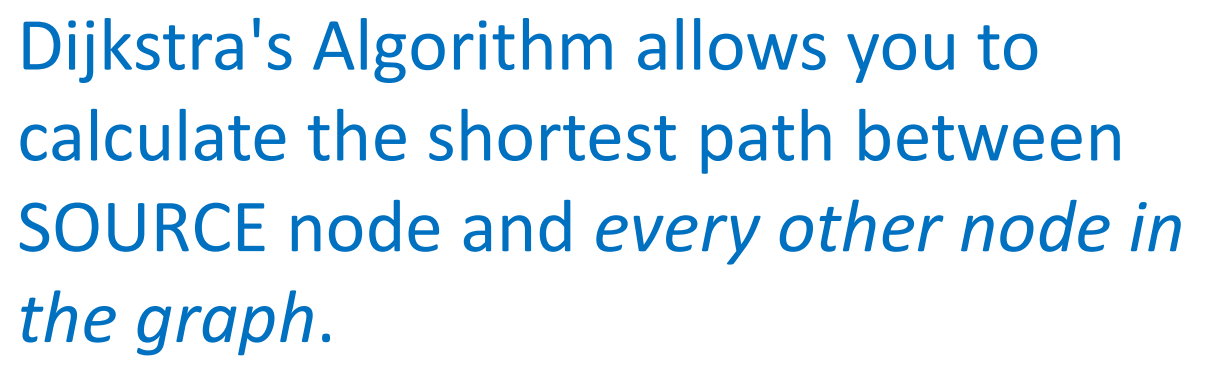 Dijkstra's Algorithm allows you to
calculate the shortest path between
SOURCE node and every other node in
the graph.